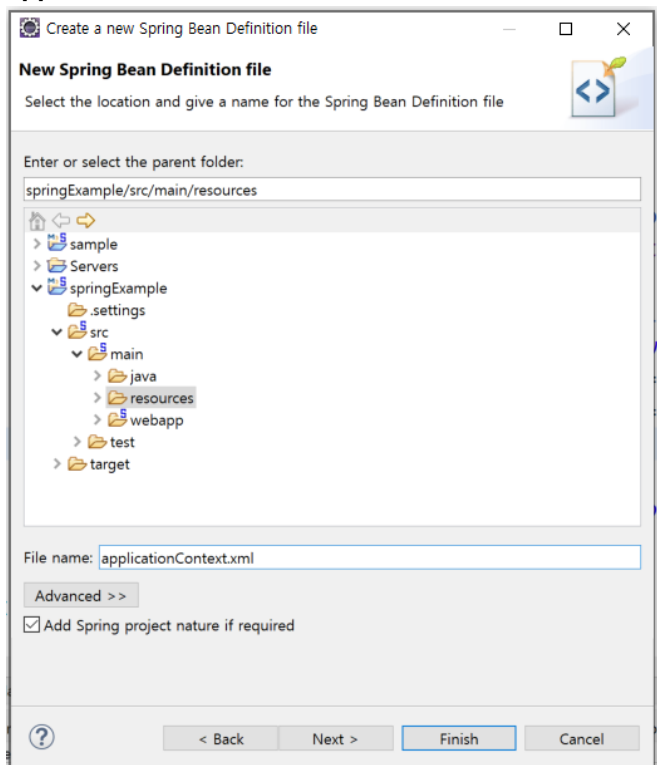 Create a new Spring Bean Definition file
New Spring Bean Definition file
Select the location and give a name for the Spring Bean Definition file
Enter or select the parent folder:
springExample/src/main/resources
sample
Servers
springExample
.settings
src
main
java
resources
webapp
test
target
File name: applicationContext.xml
Advanced >>
Add Spring project nature if required
< Back Next > Finish Cancel